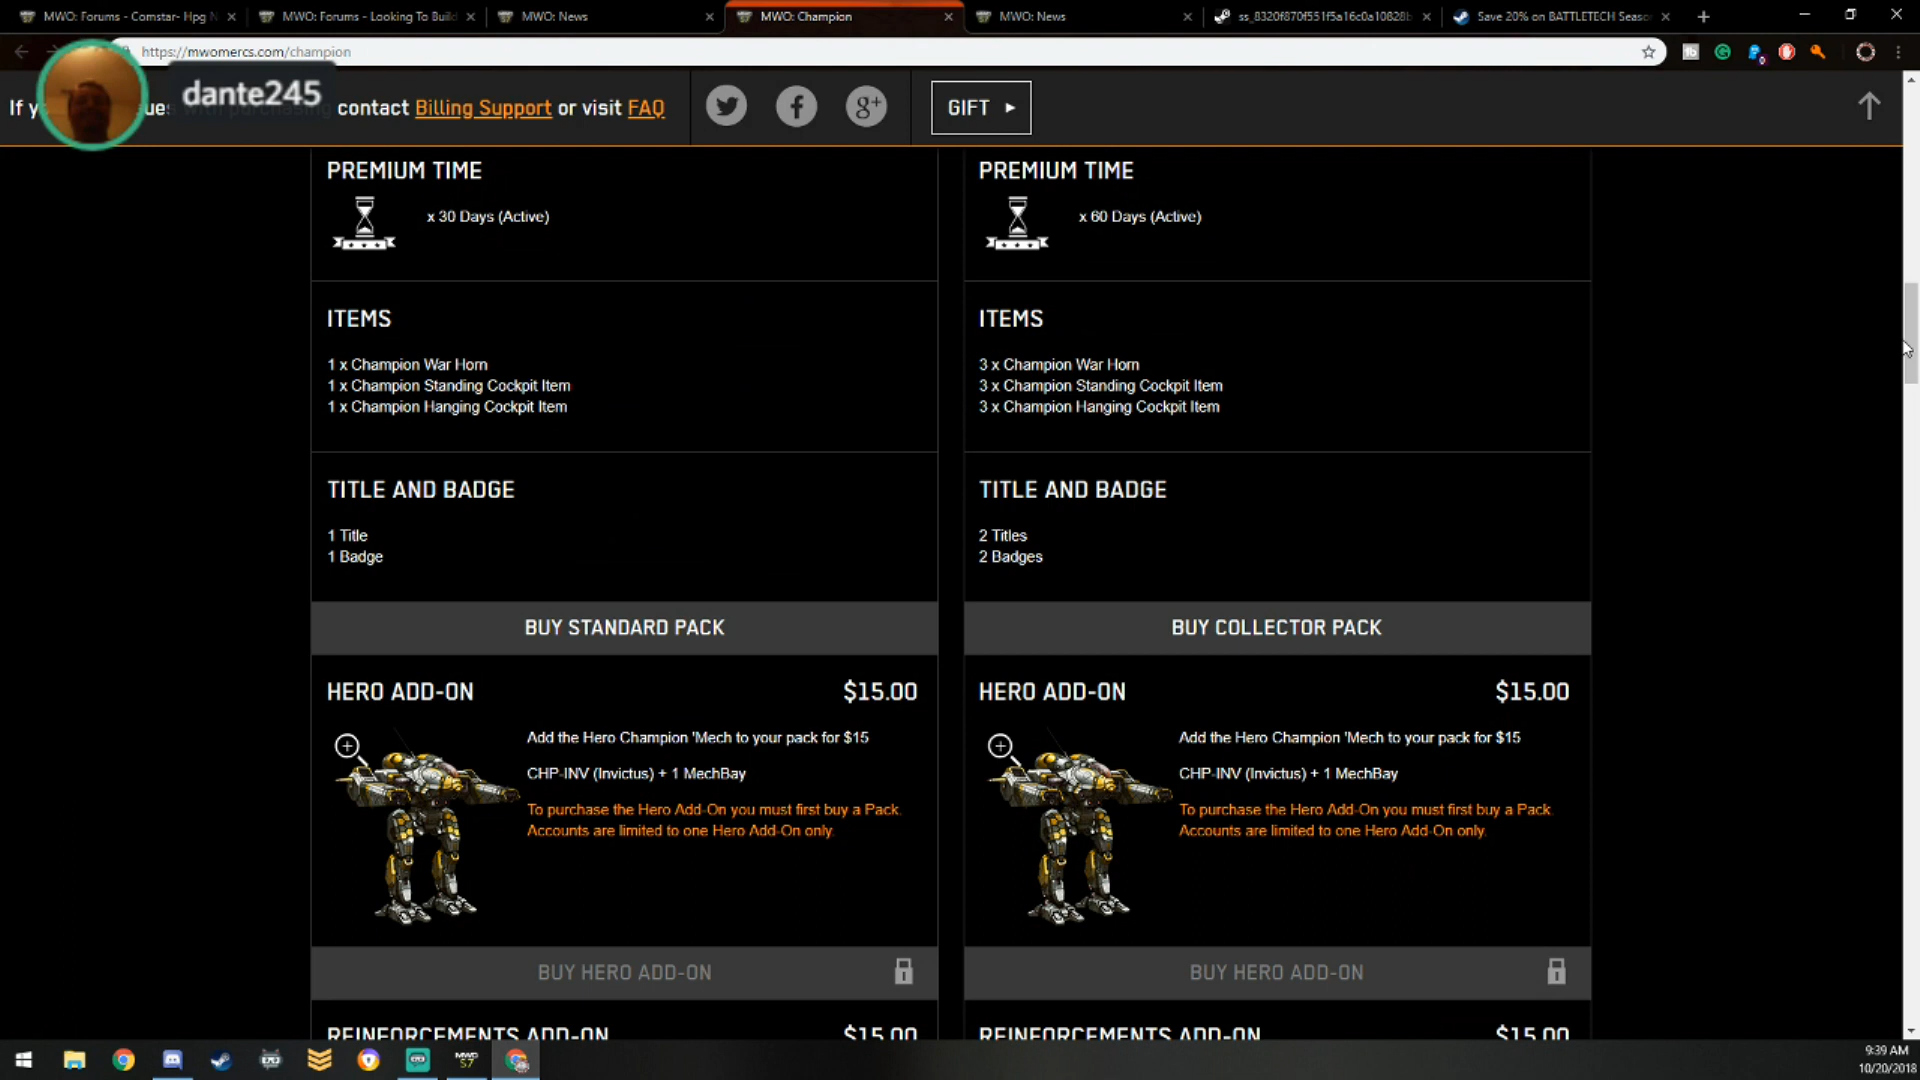 MWO: Forums - Comstar- Hpg N
MWO: Forums - Looking To Build
MWO: News
MWO: Champion
MWO: News
ss_8320f870f551f5a16c0a10828b
Save 20% on BATTLETECH Season
https://mwomercs.com/champion
dante245
If y
ues with purchasing contact Billing Support or visit FAQ
GIFT
PREMIUM TIME
x 30 Days (Active)
ITEMS
1 x Champion War Horn
1 x Champion Standing Cockpit Item
1 x Champion Hanging Cockpit Item
TITLE AND BADGE
1 Title
1 Badge
BUY STANDARD PACK
HERO ADD-ON $15.00
Add the Hero Champion 'Mech to your pack for $15
CHP-INV (Invictus) + 1 MechBay
To purchase the Hero Add-On you must first buy a Pack.
Accounts are limited to one Hero Add-On only.
BUY HERO ADD-ON
REINFORCEMENTS ADD-ON $15.00
PREMIUM TIME
x 60 Days (Active)
ITEMS
3 x Champion War Horn
3 x Champion Standing Cockpit Item
3 x Champion Hanging Cockpit Item
TITLE AND BADGE
2 Titles
2 Badges
BUY COLLECTOR PACK
HERO ADD-ON $15.00
Add the Hero Champion 'Mech to your pack for $15
CHP-INV (Invictus) + 1 MechBay
To purchase the Hero Add-On you must first buy a Pack.
Accounts are limited to one Hero Add-On only.
BUY HERO ADD-ON
REINFORCEMENTS ADD-ON $15.00
MWO
S7
9:39 AM
10/20/2018